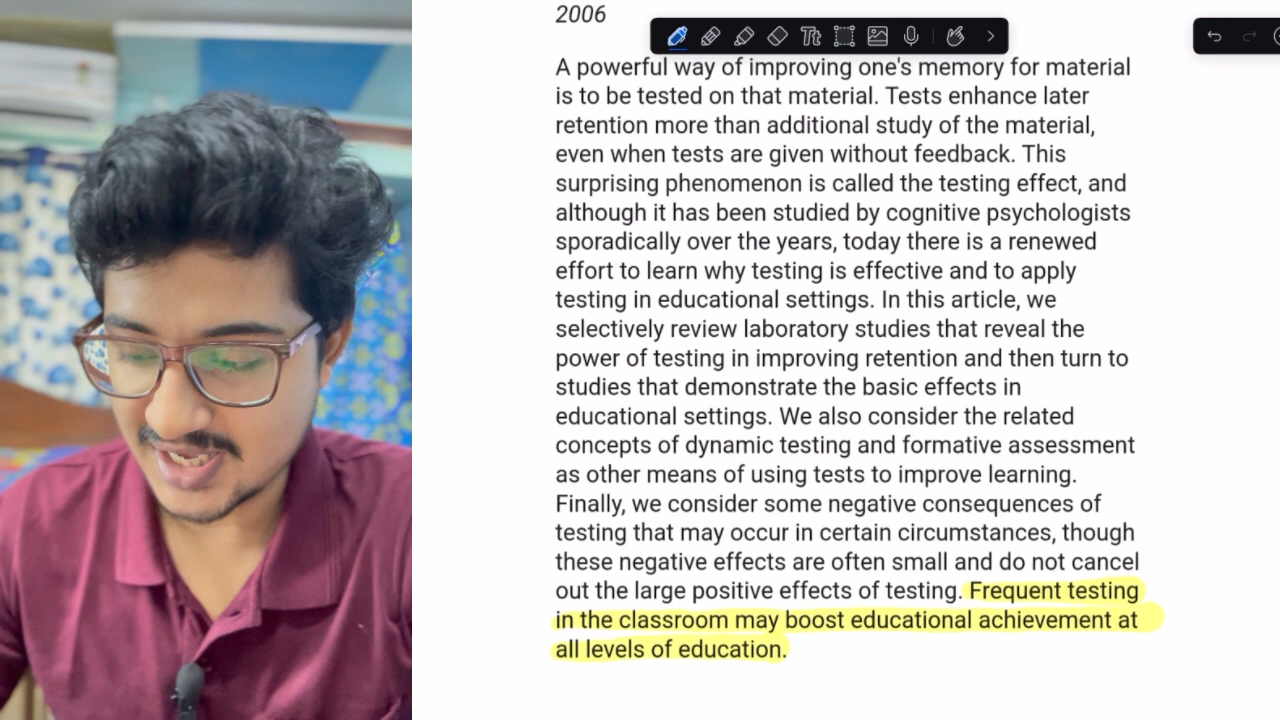 2006
Tt
A powerful way of improving one's memory for material
is to be tested on that material. Tests enhance later
retention more than additional study of the material,
even when tests are given without feedback. This
surprising phenomenon is called the testing effect, and
although it has been studied by cognitive psychologists
sporadically over the years, today there is a renewed
effort to learn why testing is effective and to apply
testing in educational settings. In this article, we
selectively review laboratory studies that reveal the
power of testing in improving retention and then turn to
studies that demonstrate the basic effects in
educational settings. We also consider the related
concepts of dynamic testing and formative assessment
as other means of using tests to improve learning.
Finally, we consider some negative consequences of
testing that may occur in certain circumstances, though
these negative effects are often small and do not cancel
out the large positive effects of testing. Frequent testing
in the classroom may boost educational achievement at
all levels of education.